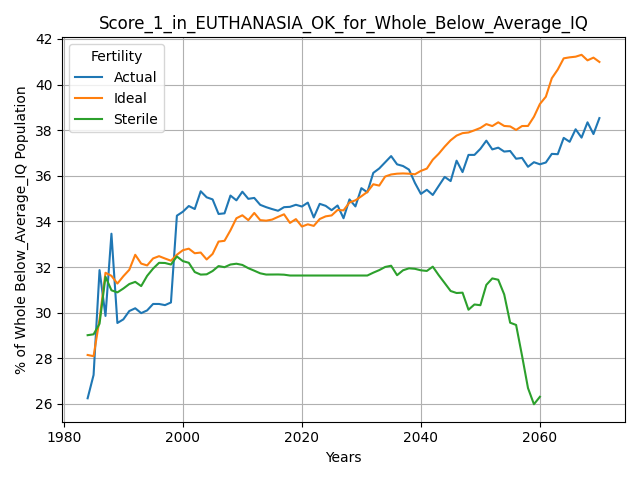 Score_1_in_EUTHANASIA_OK_for_Whole_Below_Average_IQ
% of Whole Below_Average_IQ Population
42
40
38
36
34
32
30
28
26
Fertility
Actual
Ideal
Sterile
1980 2000 2020 2040 2060
Years